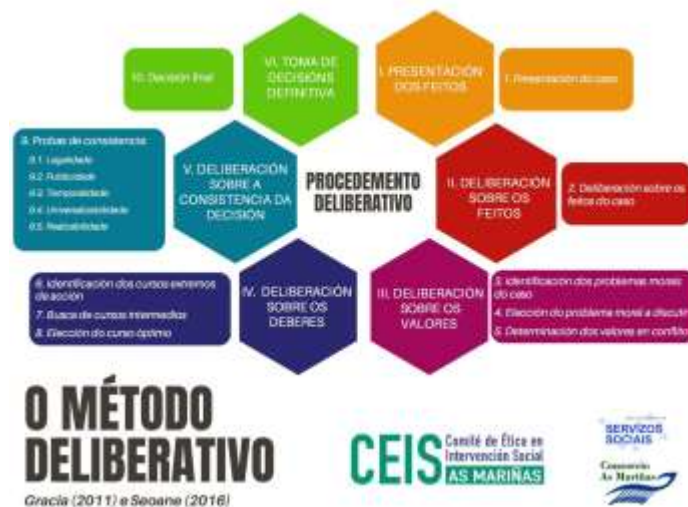 10. Decisión final
VI. TOMA DE
DECISIÓNS
DEFINITIVA
I. PRESENTACIÓN
DOS FEITOS
1. Presentación do caso
9. Probas de consistencia
9.1. Legalidade
9.2. Publicidade
9.3. Temporalidade
9.4. Universalidade
9.5. Realicabilidade
V. DELIBERACIÓN
SOBRE A
CONSISTENCIA DA
DECISIÓN
PROCEDEMENTO
DELIBERATIVO
II. DELIBERACIÓN
SOBRE OS
FEITOS
2. Deliberación sobre os
feitos do caso
6. Identificación dos cursos extremos
de acción
7. Busca de cursos intermedios
8. Elección do curso óptimo
IV. DELIBERACIÓN
SOBRE OS
DEBERES
III. DELIBERACIÓN
SOBRE OS
VALORES
3. Identificación dos problemas morais
do caso
4. Elección do problema moral a discutir
5. Determinación dos valores en conflito
O MÉTODO
DELIBERATIVO
Gracia (2011) e Seoane (2016)
CEIS
Comité de Ética en
Intervención Social
AS MARIÑAS
SERVIZOS
SOCIAIS
Consorcio
As Mariñas